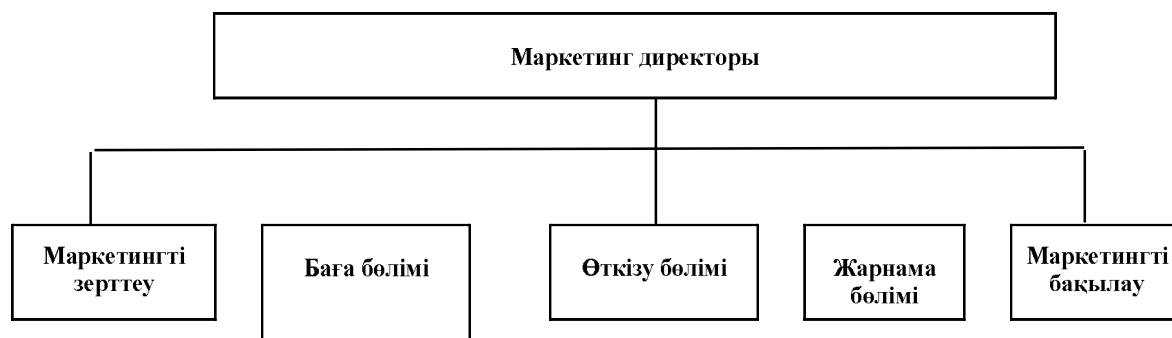 Маркетинг директоры
Маркетингті
зерттеу
Баға бөлімі
Өткізу бөлімі
Жарнама
бөлімі
Маркетингті
бақылау